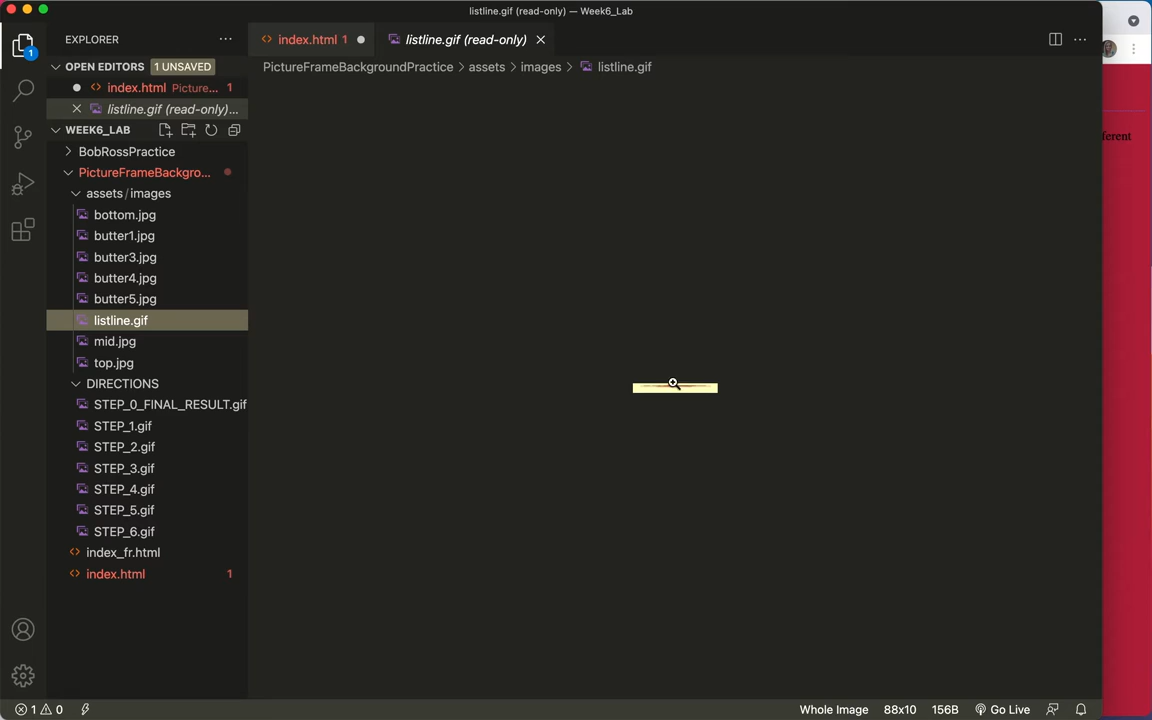 listline.gif (read-only) — Week6_Lab
EXPLORER
index.html 1
listline.gif (read-only)
OPEN EDITORS 1 UNSAVED
PictureFrameBackgroundPractice > assets > images > listline.gif
index.html Picture... 1
listline.gif (read-only)...
WEEK6_LAB
BobRossPractice
ferent
PictureFrameBackgro...
assets/images
bottom.jpg
butter1.jpg
butter3.jpg
butter4.jpg
butter5.jpg
listline.gif
mid.jpg
top.jpg
DIRECTIONS
STEP_0_FINAL_RESULT.gif
STEP_1.gif
STEP_2.gif
STEP_3.gif
STEP_4.gif
STEP_5.gif
STEP_6.gif
index_fr.html
index.html 1
1 0 Whole Image 88x10 156B Go Live
1